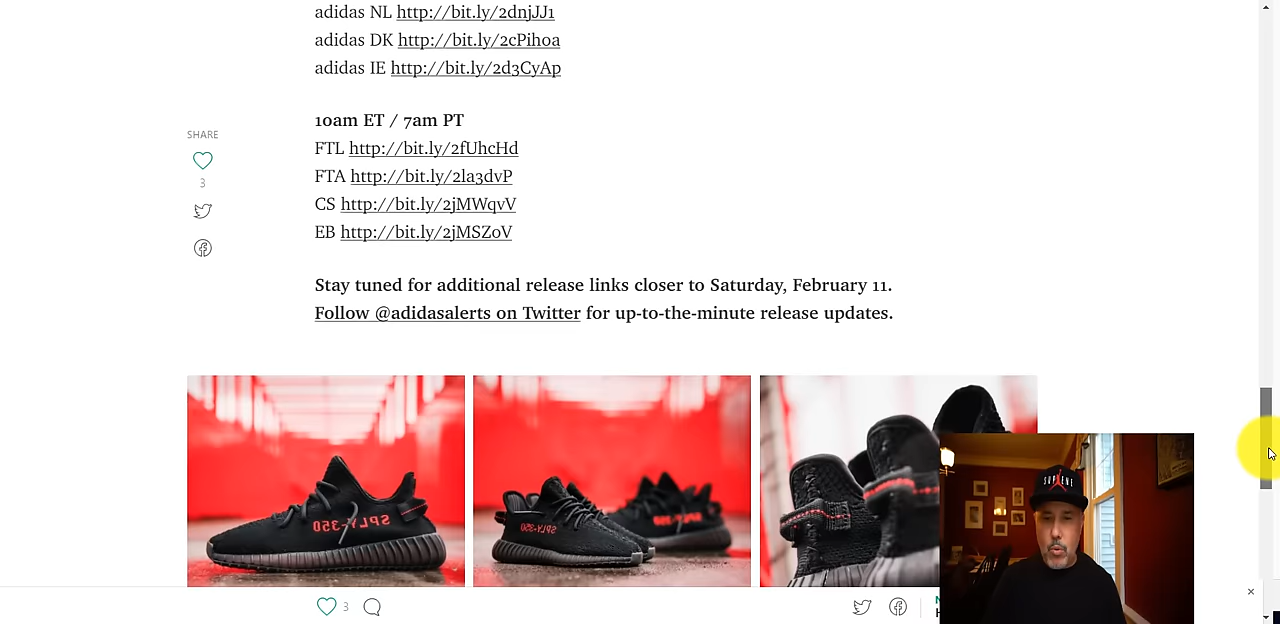 adidas NL http://bit.ly/2dnjJJ1
adidas DK http://bit.ly/2cPihoa
adidas IE http://bit.ly/2d3CyAp
10am ET / 7am PT
SHARE
FTL http://bit.ly/2fUhcHd
FTA http://bit.ly/2la3dvP
3
CS http://bit.ly/2jMWqvV
EB http://bit.ly/2jMSZoV
Stay tuned for additional release links closer to Saturday, February 11.
Follow @adidasalerts on Twitter for up-to-the-minute release updates.
SPLY-350
SPLY-350
SUPREME
3